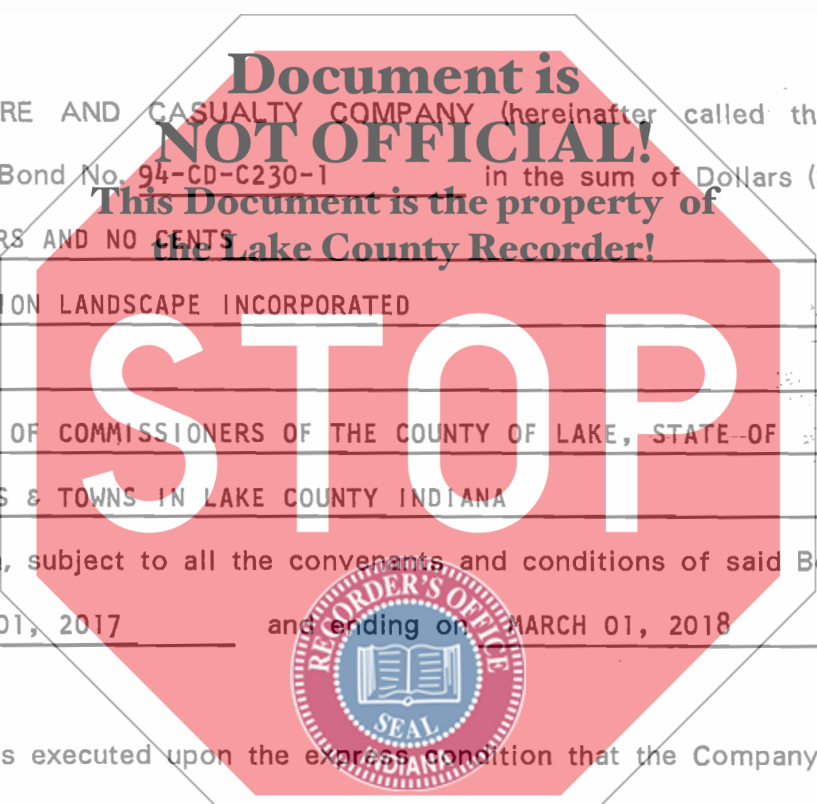 Document is
RE AND CASUALTY COMPANY (hereinafter called th
NOT OFFICIAL!
Bond No. 94-CD-C230-1 in the sum of Dollars (
This Document is the property of
RS AND NO CENTS
the Lake County Recorder!
ION LANDSCAPE INCORPORATED
STOP
OF COMMISSIONERS OF THE COUNTY OF LAKE, STATE OF
S & TOWNS IN LAKE COUNTY INDIANA
, subject to all the convenants and conditions of said B
01, 2017 and ending on MARCH 01, 2018
RECORDER'S OFFICE
SEAL
INDIANA
s executed upon the express condition that the Company